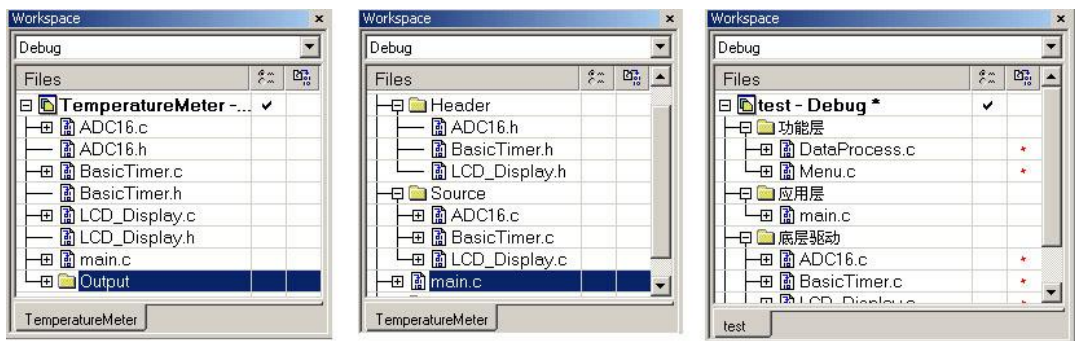 Workspace
Debug
Files
TemperatureMeter -...
ADC16.c
ADC16.h
BasicTimer.c
BasicTimer.h
LCD_Display.c
LCD_Display.h
main.c
Output
TemperatureMeter
Workspace
Debug
Files
Header
ADC16.h
BasicTimer.h
LCD_Display.h
Source
ADC16.c
BasicTimer.c
LCD_Display.c
main.c
TemperatureMeter
Workspace
Debug
Files
test - Debug *
功能层
DataProcess.c
Menu.c
应用层
main.c
底层驱动
ADC16.c
BasicTimer.c
LCD_Display.c
test